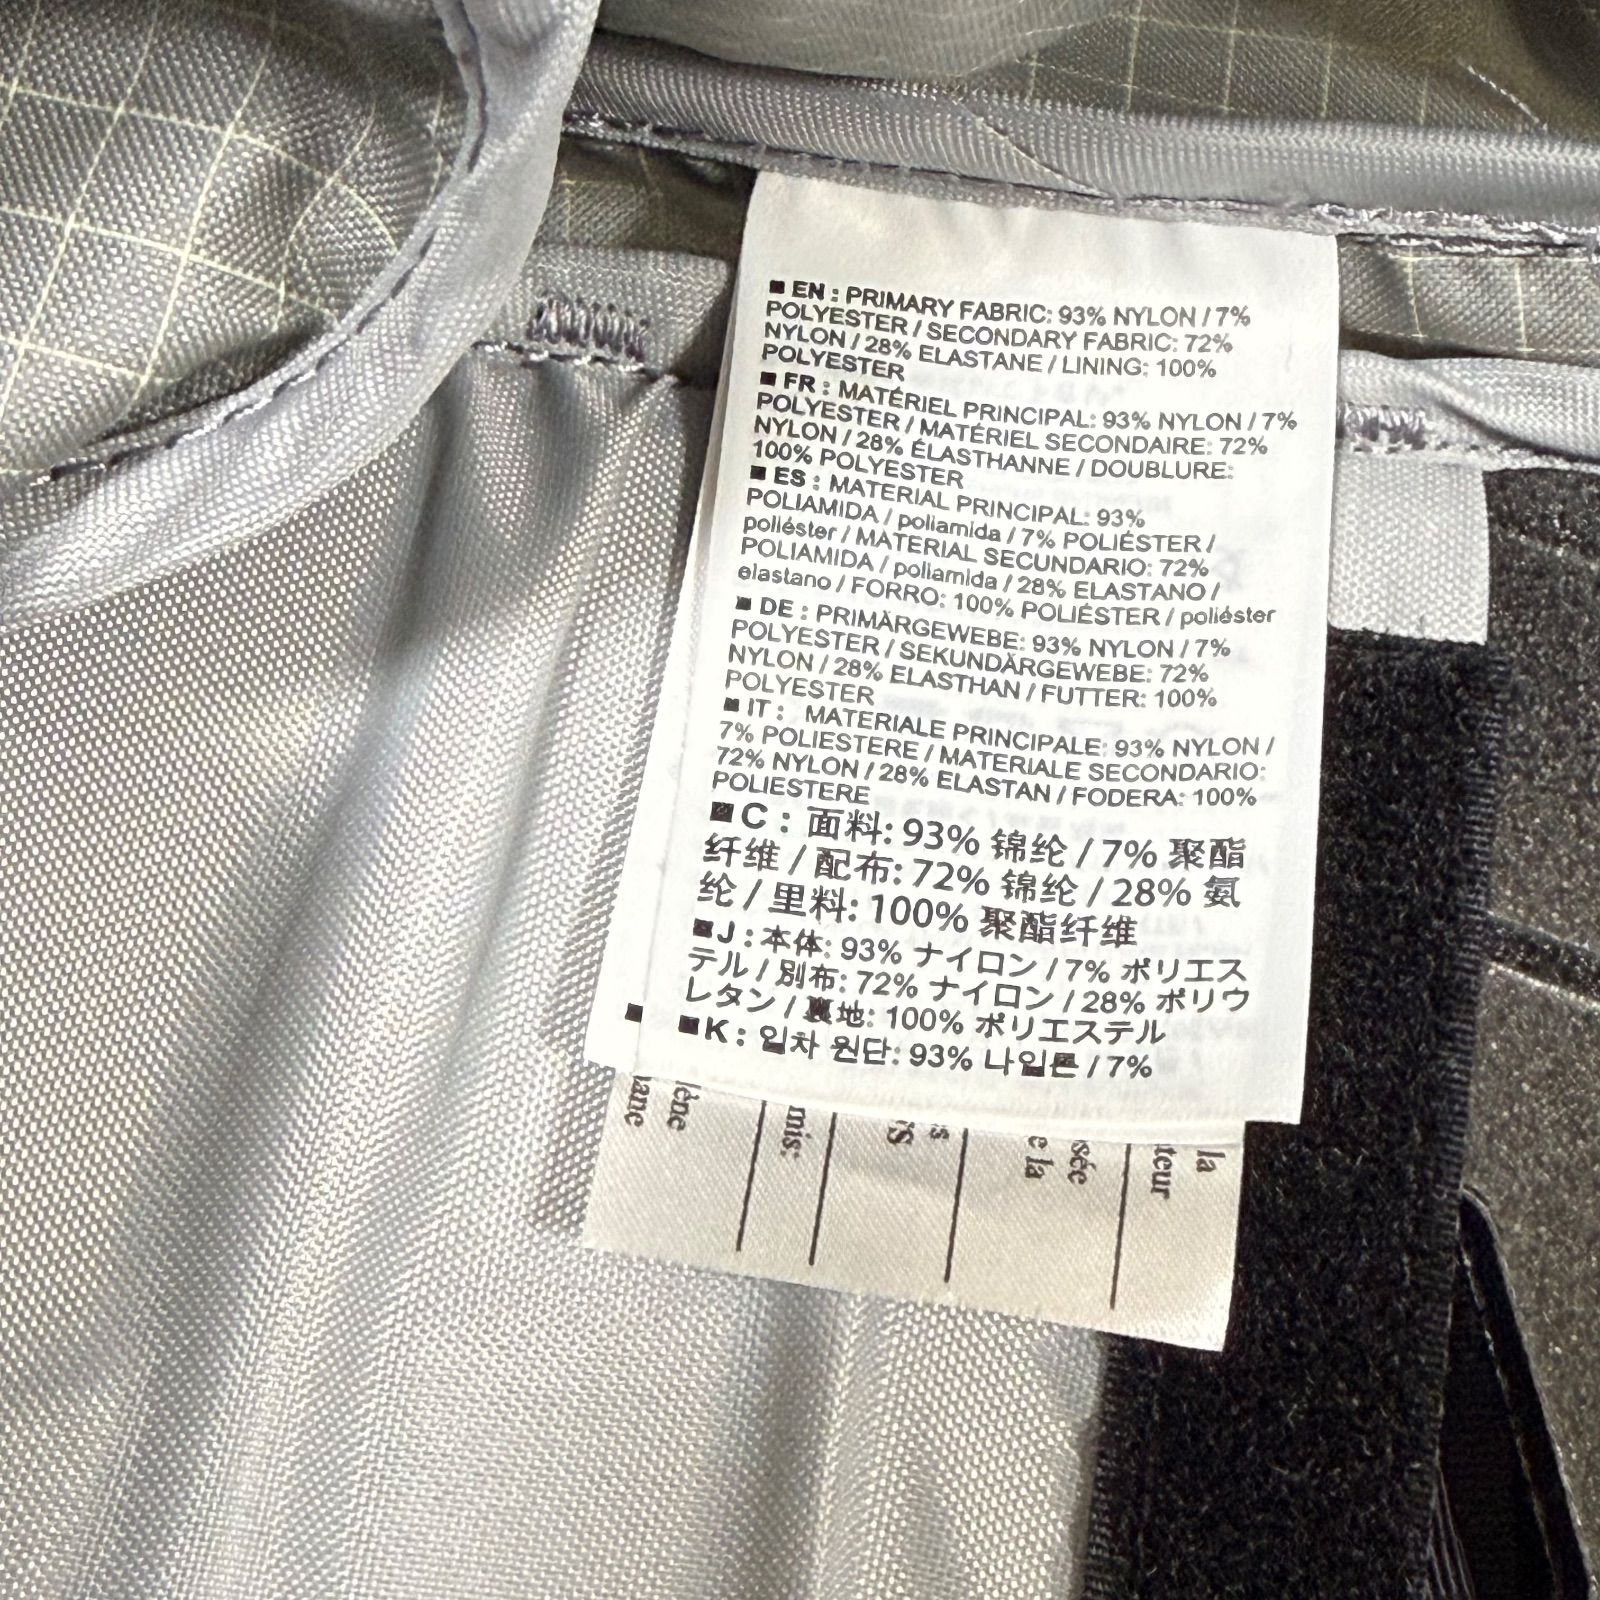 ■ EN : PRIMARY FABRIC: 93% NYLON / 7%
POLYESTER / SECONDARY FABRIC: 72%
NYLON / 28% ELASTANE / LINING: 100%
POLYESTER
■ FR : MATÉRIEL PRINCIPAL: 93% NYLON / 7%
POLYESTER / MATÉRIEL SECONDAIRE: 72%
NYLON / 28% ÉLASTHANNE / DOUBLURE:
100% POLYESTER
■ ES : MATERIAL PRINCIPAL: 93%
POLIAMIDA / poliamida / 7% POLIÉSTER /
poliéster / MATERIAL SECUNDARIO: 72%
POLIAMIDA / poliamida / 28% ELASTANO /
elastano / FORRO: 100% POLIÉSTER / poliéster
■ DE : PRIMÄRGEWEBE: 93% NYLON / 7%
POLYESTER / SEKUNDÄRGEWEBE: 72%
NYLON / 28% ELASTHAN / FUTTER: 100%
POLYESTER
■ IT : MATERIALE PRINCIPALE: 93% NYLON /
7% POLIESTERE / MATERIALE SECONDARIO:
72% NYLON / 28% ELASTAN / FODERA: 100%
POLIESTERE
■ C : 面料: 93% 锦纶 / 7% 聚酯
纤维 / 配布: 72% 锦纶 / 28% 氨
纶 / 里料: 100% 聚酯纤维
■ J : 本体: 93% ナイロン / 7% ポリエス
テル / 別布: 72% ナイロン / 28% ポリウ
レタン / 裏地: 100% ポリエステル
■ K : 일차 원단: 93% 나일론 / 7%
la
e la